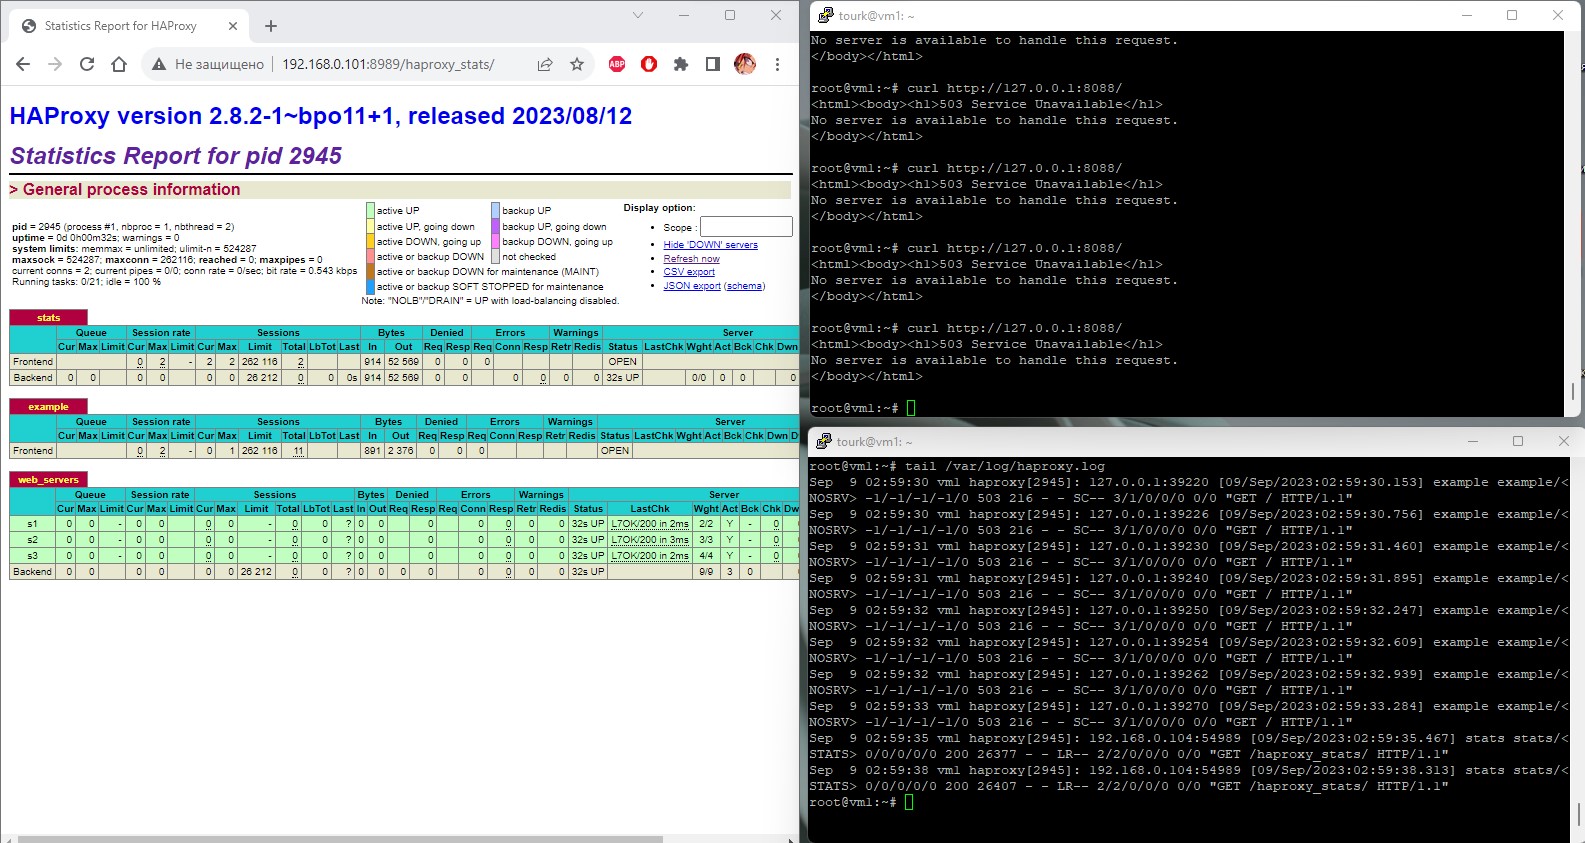 Statistics Report for HAProxy
Не защищено 192.168.0.101:8989/haproxy_stats/
ABP
HAProxy version 2.8.2-1~bpo11+1, released 2023/08/12
Statistics Report for pid 2945
> General process information
pid = 2945 (process #1, nbproc = 1, nbthread = 2)
uptime = 0d 0h00m32s; warnings = 0
system limits: memmax = unlimited; ulimit-n = 524287
maxsock = 524287; maxconn = 262116; reached = 0; maxpipes = 0
current conns = 2; current pipes = 0/0; conn rate = 0/sec; bit rate = 0.543 kbps
Running tasks: 0/21; idle = 100 %
active UP backup UP
active UP, going down backup UP, going down
active DOWN, going up backup DOWN, going up
active or backup DOWN not checked
active or backup DOWN for maintenance (MAINT)
active or backup SOFT STOPPED for maintenance
Note: "NOLB"/"DRAIN" = UP with load-balancing disabled.
Display option:
• Scope :
• Hide 'DOWN' servers
• Refresh now
• CSV export
• JSON export (schema)
stats
Queue Session rate Sessions Bytes Denied Errors Warnings Server
Cur Max Limit Cur Max Limit Cur Max Limit Total LbTot Last In Out Req Resp Req Conn Resp Retr Redis Status LastChk Wght Act Bck Chk Dwn
Frontend 0 2 - 2 2 262 116 2 914 52 569 0 0 0 OPEN
Backend 0 0 0 0 0 0 26 212 0 0 0s 914 52 569 0 0 0 0 0 0 32s UP 0/0 0 0 0
example
Queue Session rate Sessions Bytes Denied Errors Warnings Server
Cur Max Limit Cur Max Limit Cur Max Limit Total LbTot Last In Out Req Resp Req Conn Resp Retr Redis Status LastChk Wght Act Bck Chk Dwn D
Frontend 0 2 - 0 1 262 116 11 891 2 376 0 0 0 OPEN
web_servers
Queue Session rate Sessions Bytes Denied Errors Warnings Server
Cur Max Limit Cur Max Limit Cur Max Limit Total LbTot Last In Out Req Resp Req Conn Resp Retr Redis Status LastChk Wght Act Bck Chk Dw
s1 0 0 - 0 0 0 0 - 0 0 ? 0 0 0 0 0 0 0 32s UP L7OK/200 in 2ms 2/2 Y - 0
s2 0 0 - 0 0 0 0 - 0 0 ? 0 0 0 0 0 0 0 32s UP L7OK/200 in 3ms 3/3 Y - 0
s3 0 0 - 0 0 0 0 - 0 0 ? 0 0 0 0 0 0 0 32s UP L7OK/200 in 2ms 4/4 Y - 0
Backend 0 0 0 0 0 0 26 212 0 0 ? 0 0 0 0 0 0 0 0 32s UP 9/9 3 0
tourk@vm1: ~
No server is available to handle this request.
</body></html>
root@vm1:~# curl http://127.0.0.1:8088/
<html><body><h1>503 Service Unavailable</h1>
No server is available to handle this request.
</body></html>
root@vm1:~# curl http://127.0.0.1:8088/
<html><body><h1>503 Service Unavailable</h1>
No server is available to handle this request.
</body></html>
root@vm1:~# curl http://127.0.0.1:8088/
<html><body><h1>503 Service Unavailable</h1>
No server is available to handle this request.
</body></html>
root@vm1:~# curl http://127.0.0.1:8088/
<html><body><h1>503 Service Unavailable</h1>
No server is available to handle this request.
</body></html>
root@vm1:~#
tourk@vm1: ~
root@vm1:~# tail /var/log/haproxy.log
Sep  9 02:59:30 vm1 haproxy[2945]: 127.0.0.1:39220 [09/Sep/2023:02:59:30.153] example example/<
NOSRV> -1/-1/-1/-1/0 503 216 - - SC-- 3/1/0/0/0 0/0 "GET / HTTP/1.1"
Sep  9 02:59:30 vm1 haproxy[2945]: 127.0.0.1:39226 [09/Sep/2023:02:59:30.756] example example/<
NOSRV> -1/-1/-1/-1/0 503 216 - - SC-- 3/1/0/0/0 0/0 "GET / HTTP/1.1"
Sep  9 02:59:31 vm1 haproxy[2945]: 127.0.0.1:39230 [09/Sep/2023:02:59:31.460] example example/<
NOSRV> -1/-1/-1/-1/0 503 216 - - SC-- 3/1/0/0/0 0/0 "GET / HTTP/1.1"
Sep  9 02:59:31 vm1 haproxy[2945]: 127.0.0.1:39240 [09/Sep/2023:02:59:31.895] example example/<
NOSRV> -1/-1/-1/-1/0 503 216 - - SC-- 3/1/0/0/0 0/0 "GET / HTTP/1.1"
Sep  9 02:59:32 vm1 haproxy[2945]: 127.0.0.1:39250 [09/Sep/2023:02:59:32.247] example example/<
NOSRV> -1/-1/-1/-1/0 503 216 - - SC-- 3/1/0/0/0 0/0 "GET / HTTP/1.1"
Sep  9 02:59:32 vm1 haproxy[2945]: 127.0.0.1:39254 [09/Sep/2023:02:59:32.609] example example/<
NOSRV> -1/-1/-1/-1/0 503 216 - - SC-- 3/1/0/0/0 0/0 "GET / HTTP/1.1"
Sep  9 02:59:32 vm1 haproxy[2945]: 127.0.0.1:39262 [09/Sep/2023:02:59:32.939] example example/<
NOSRV> -1/-1/-1/-1/0 503 216 - - SC-- 3/1/0/0/0 0/0 "GET / HTTP/1.1"
Sep  9 02:59:33 vm1 haproxy[2945]: 127.0.0.1:39270 [09/Sep/2023:02:59:33.284] example example/<
NOSRV> -1/-1/-1/-1/0 503 216 - - SC-- 3/1/0/0/0 0/0 "GET / HTTP/1.1"
Sep  9 02:59:35 vm1 haproxy[2945]: 192.168.0.104:54989 [09/Sep/2023:02:59:35.467] stats stats/<
STATS> 0/0/0/0/0 200 26377 - - LR-- 2/2/0/0/0 0/0 "GET /haproxy_stats/ HTTP/1.1"
Sep  9 02:59:38 vm1 haproxy[2945]: 192.168.0.104:54989 [09/Sep/2023:02:59:38.313] stats stats/<
STATS> 0/0/0/0/0 200 26407 - - LR-- 2/2/0/0/0 0/0 "GET /haproxy_stats/ HTTP/1.1"
root@vm1:~#